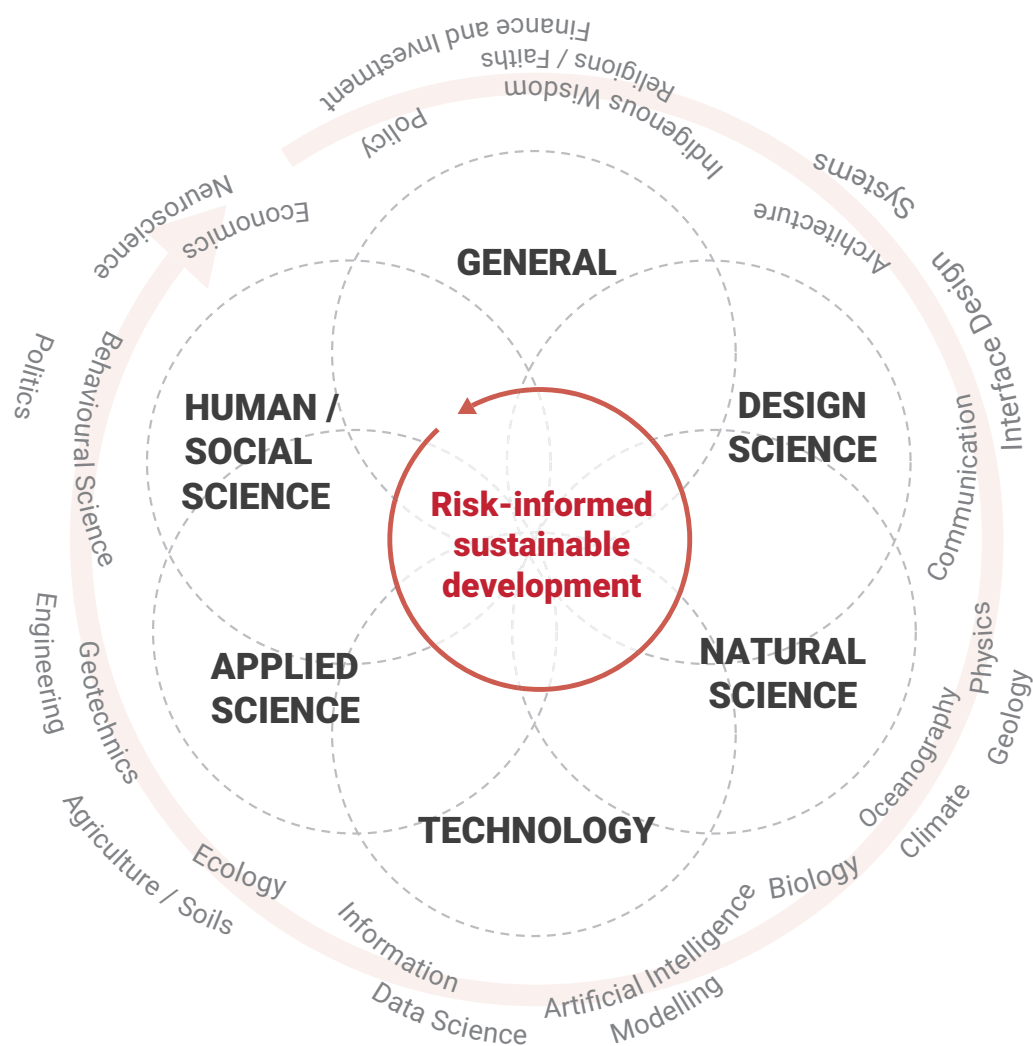 Finance and Investment
Religions / Faiths
Indigenous Wisdom
Policy
Systems
Architecture
Interface Design
Communication
Physics
Geology
Oceanography
Climate
Biology
Artificial Intelligence
Modelling
Information
Data Science
Ecology
Agriculture / Soils
Geotechnics
Engineering
Behavioural Science
Politics
Neuroscience
Economics
GENERAL
DESIGN
SCIENCE
NATURAL
SCIENCE
TECHNOLOGY
APPLIED
SCIENCE
HUMAN /
SOCIAL
SCIENCE
Risk-informed
sustainable
development